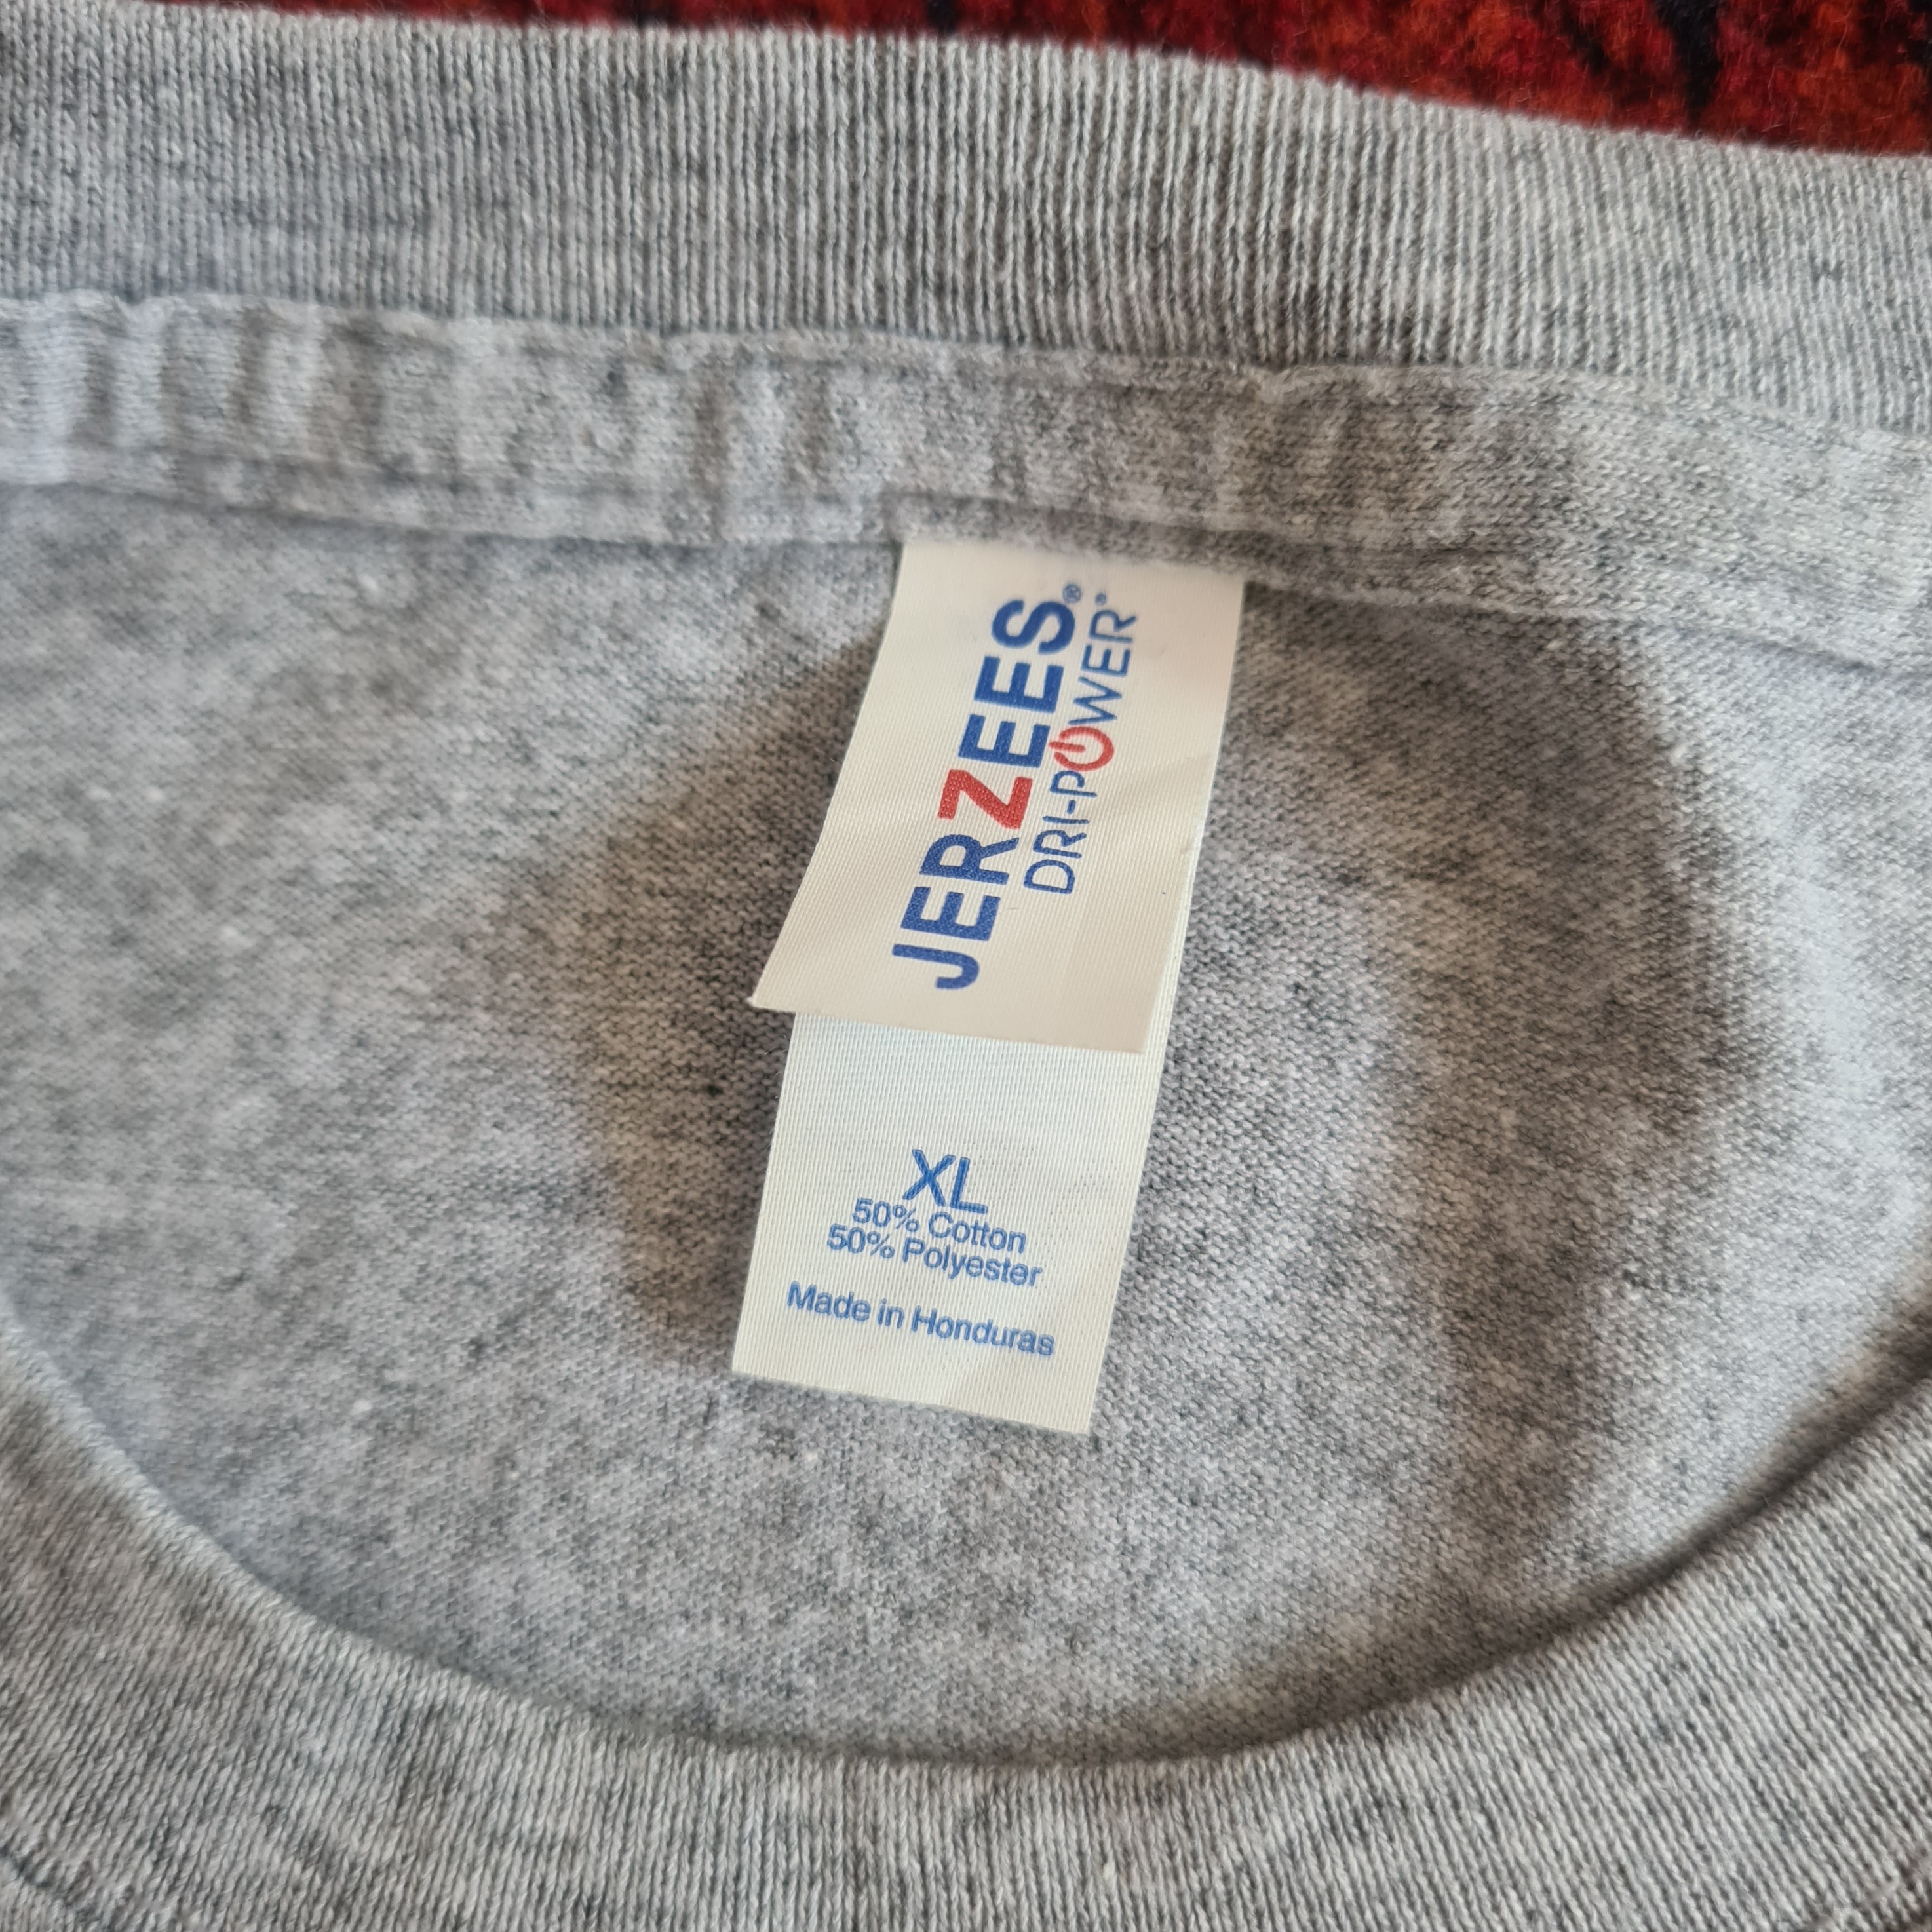 JERZEES®
DRI-POWER®
XL
50% Cotton
50% Polyester
Made in Honduras